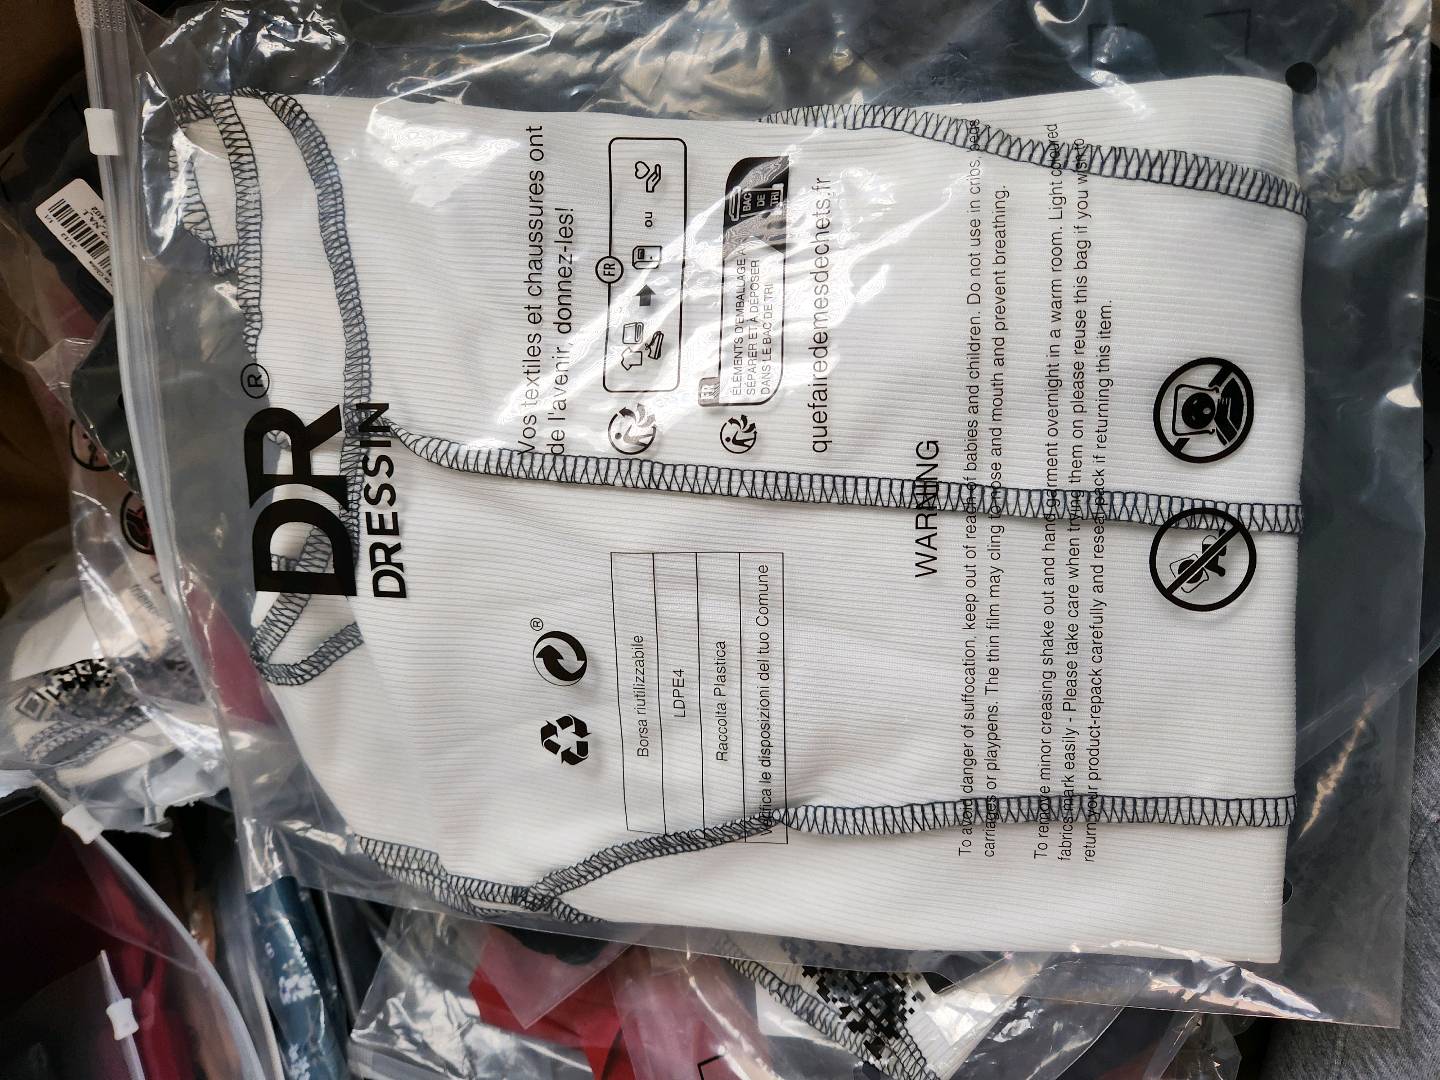 DR®
DRESSIN
Vos textiles et chaussures ont
de l'avenir, donnez-les!
FR
ou
FR
ÉLÉMENTS D'EMBALLAGE À
SÉPARER ET À DÉPOSER
DANS LE BAC DE TRI
BAC
DE
TRI
quefairedemesdechets.fr
®
Borsa riutilizzabile
LDPE4
Raccolta Plastica
Verifica le disposizioni del tuo Comune
WARNING
To avoid danger of suffocation, keep out of reach of babies and children. Do not use in cribs, beds
carriages or playpens. The thin film may cling to nose and mouth and prevent breathing.
To remove minor creasing shake out and hang garment overnight in a warm room. Light coloured
fabrics mark easily - Please take care when trying them on please reuse this bag if you wish to
return your product-repack carefully and reseal pack if returning this item.